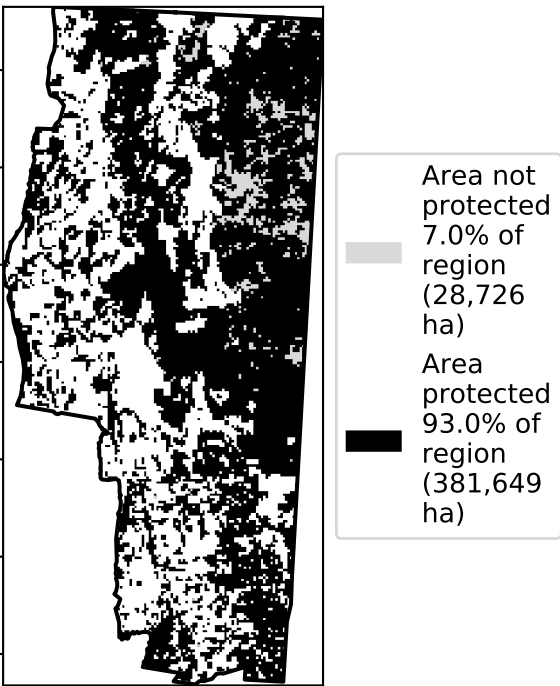 Area not
protected
7.0% of
region
(28,726
ha)
Area
protected
93.0% of
region
(381,649
ha)